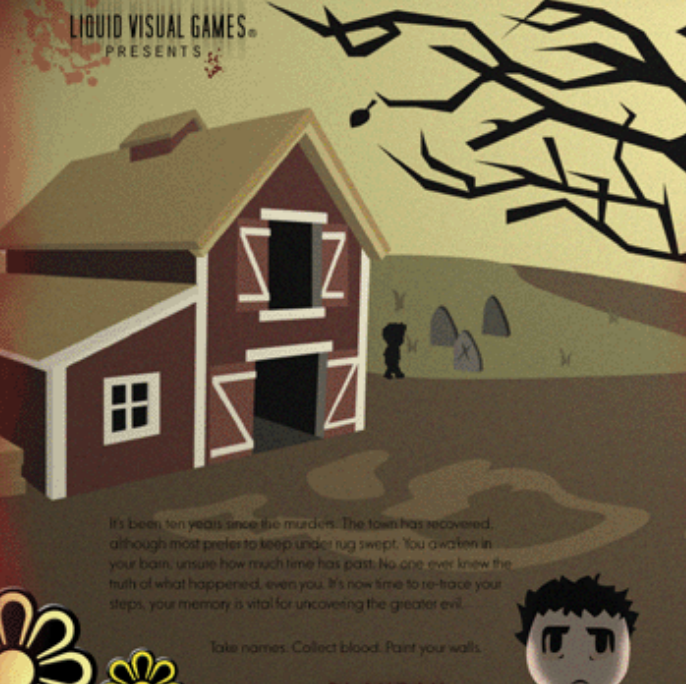 LIQUID VISUAL GAMES®
PRESENTS
It's been ten years since the murders. The town has recovered,
although most prefer to keep under rug swept. You awaken in
your barn, unsure how much time has past. No one ever knew the
truth of what happened, even you. It's now time to re-trace your
steps, your memory is vital for uncovering the greater evil.
Take names. Collect blood. Paint your walls.